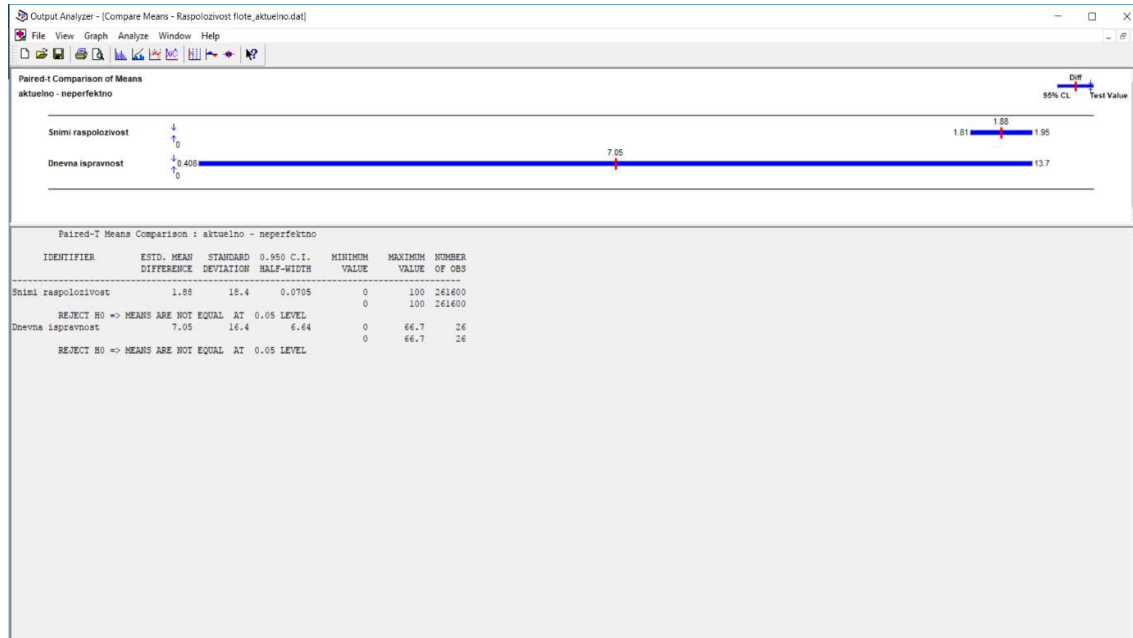 Output Analyzer - [Compare Means - Raspolozivost flote_aktuelno.dat]
File View Graph Analyze Window Help
Paired-t Comparison of Means
aktuelno - neperfektno
Diff
95% CL Test Value
Snimi raspolozivost 0 1.81 1.88 1.95
Dnevna ispravnost 0 0.408 7.05 13.7
Paired-T Means Comparison : aktuelno - neperfektno
IDENTIFIER ESTD. MEAN STANDARD 0.950 C.I. MINIMUM MAXIMUM NUMBER
DIFFERENCE DEVIATION HALF-WIDTH VALUE VALUE OF OBS
Snimi raspolozivost 1.88 18.4 0.0705 0 100 261600
0 100 261600
REJECT H0 => MEANS ARE NOT EQUAL AT 0.05 LEVEL
Dnevna ispravnost 7.05 16.4 6.64 0 66.7 26
0 66.7 26
REJECT H0 => MEANS ARE NOT EQUAL AT 0.05 LEVEL